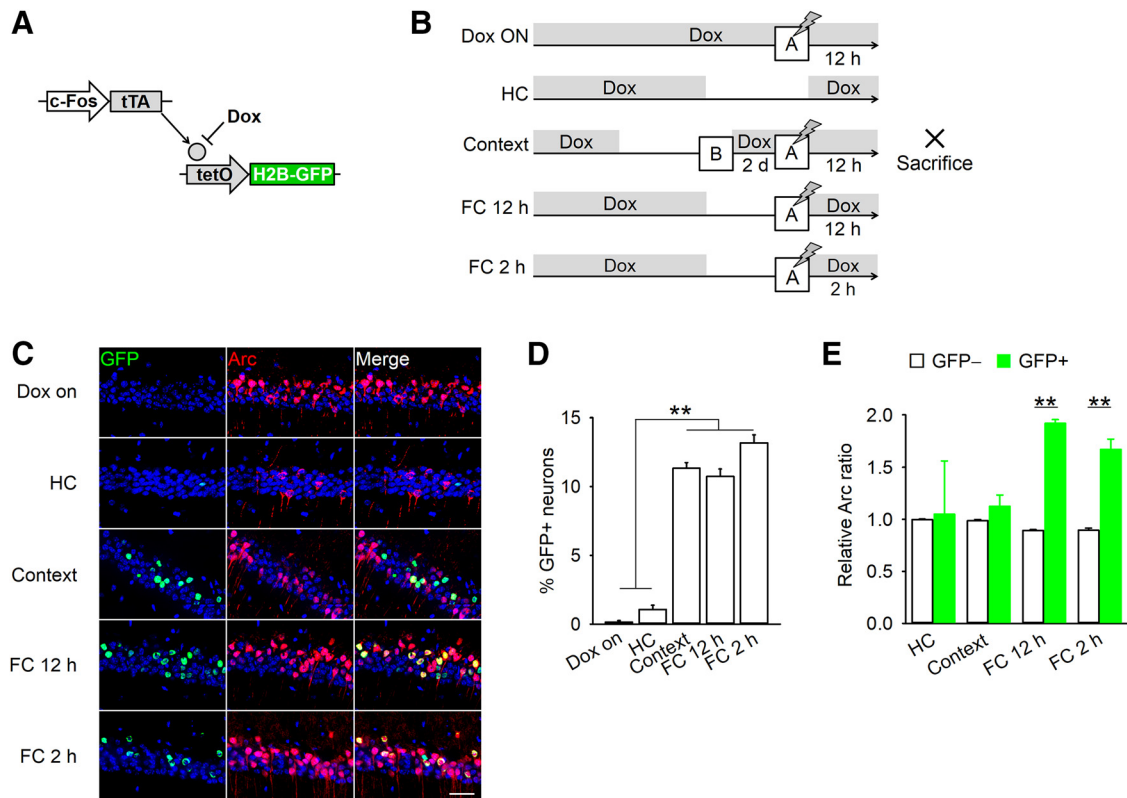 A
c-Fos
tTA
Dox
tetO
H2B-GFP
B
Dox ON
Dox
A
12 h
HC
Dox
Dox
Context
Dox
B
Dox
2 d
A
12 h
Sacrifice
FC 12 h
Dox
A
Dox
12 h
FC 2 h
Dox
A
Dox
2 h
C
GFP
Arc
Merge
Dox on
HC
Context
FC 12 h
FC 2 h
D
% GFP+ neurons
15
10
5
0
**
Dox on
HC
Context
FC 12 h
FC 2 h
E
GFP−
GFP+
Relative Arc ratio
2.0
1.5
1.0
0.5
0.0
**
**
HC
Context
FC 12 h
FC 2 h